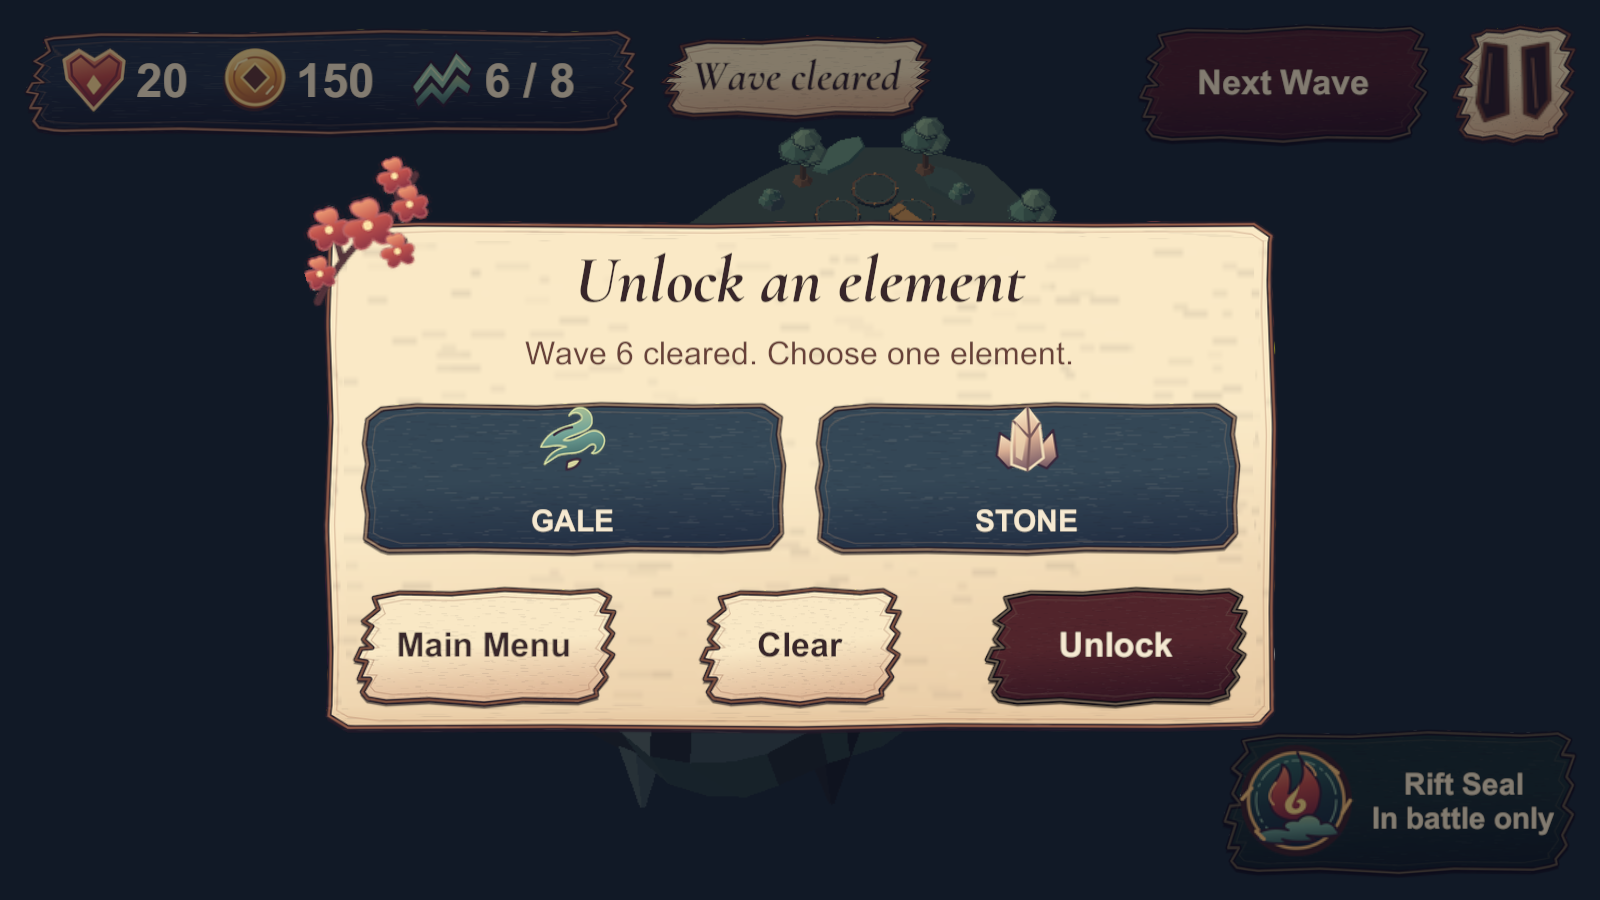 20
150
6 / 8
Wave cleared
Next Wave
Unlock an element
Wave 6 cleared. Choose one element.
GALE
STONE
Main Menu
Clear
Unlock
Rift Seal
In battle only